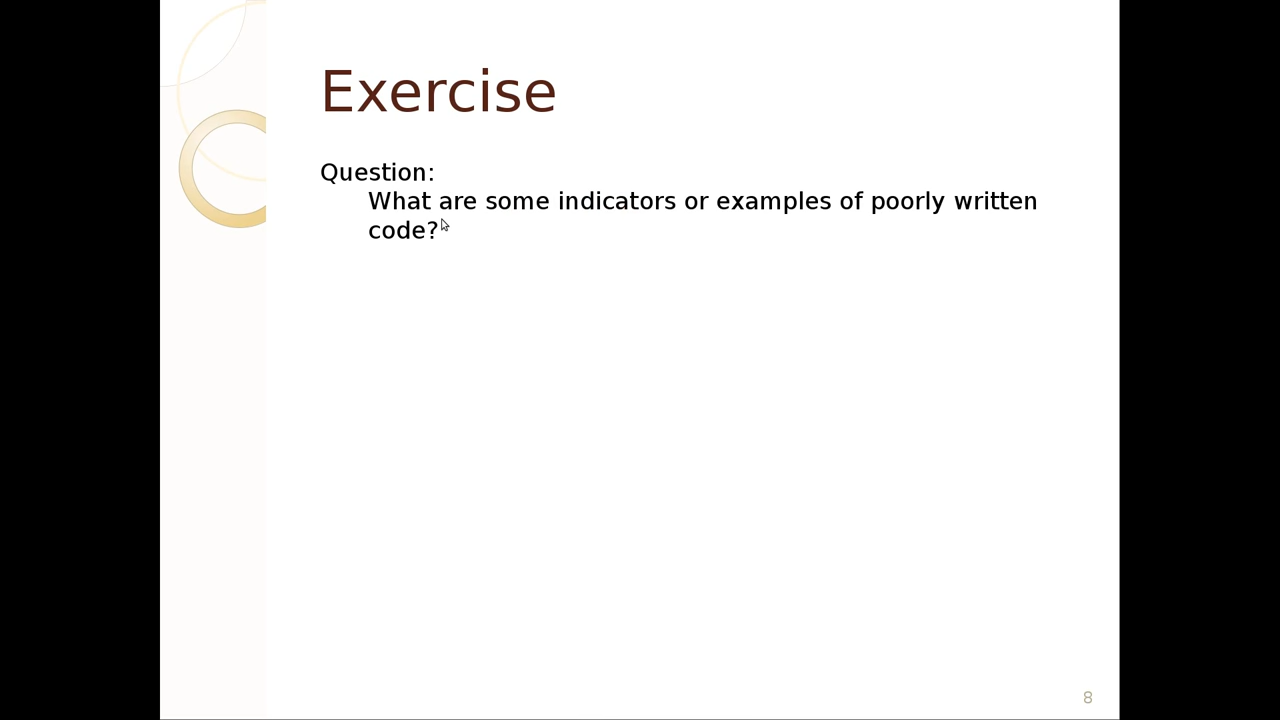 Exercise
Question:
What are some indicators or examples of poorly written
code?
8